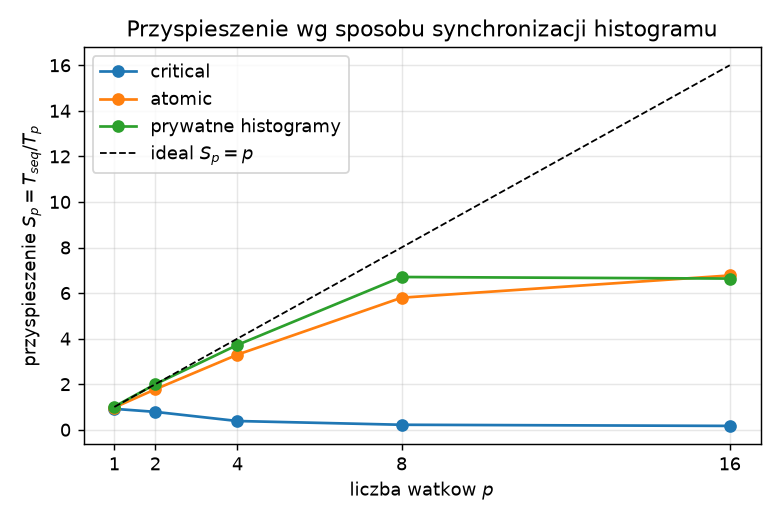 Przyspieszenie wg sposobu synchronizacji histogramu
critical
atomic
prywatne histogramy
ideal $S_p = p$
przyspieszenie $S_p = T_{seq}/T_p$
16
14
12
10
8
6
4
2
0
1 2 4 8 16
liczba watkow $p$